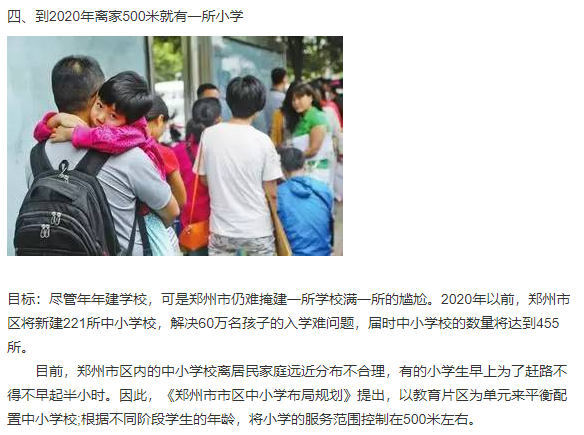 四、到2020年离家500米就有一所小学
目标：尽管年年建学校，可是郑州市仍难掩建一所学校满一所的尴尬。2020年以前，郑州市
区将新建221所中小学校，解决60万名孩子的入学难问题，届时中小学校的数量将达到455
所。
目前，郑州市区内的中小学校离居民家庭远近分布不合理，有的小学生早上为了赶路不
得不早起半小时。因此，《郑州市市区中小学布局规划》提出，以教育片区为单元来平衡配
置中小学校;根据不同阶段学生的年龄，将小学的服务范围控制在500米左右。